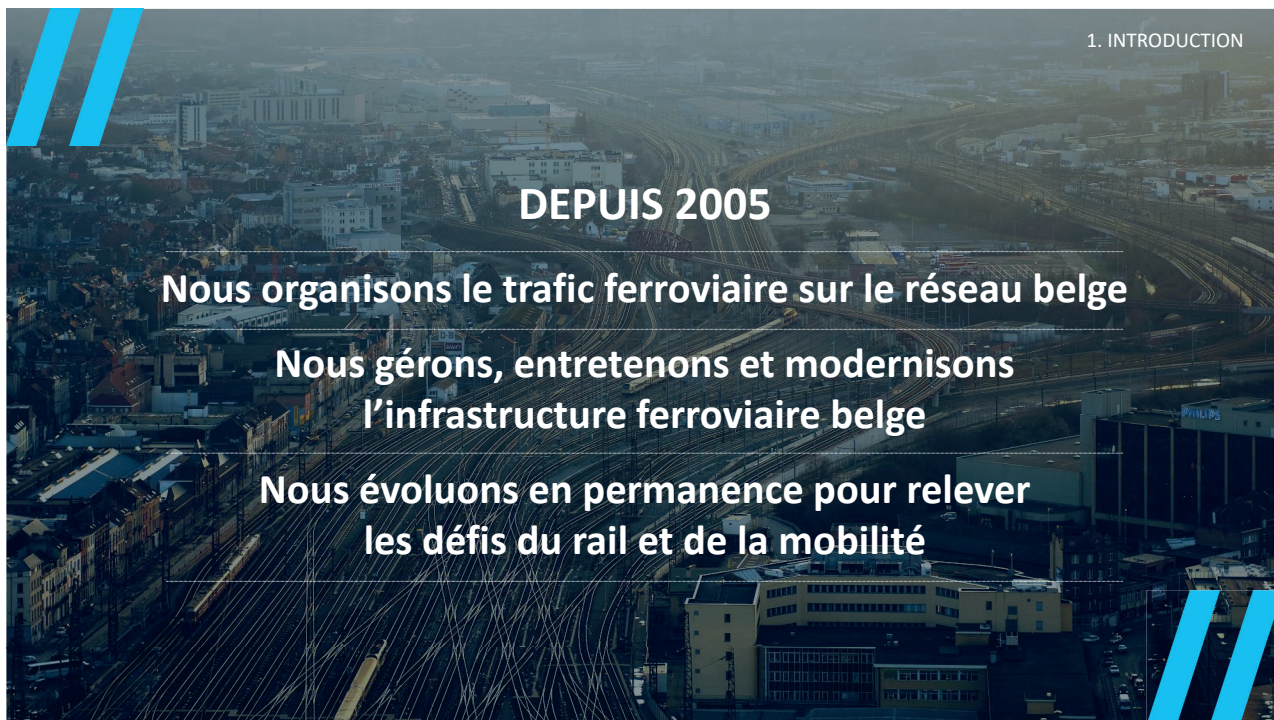 1. INTRODUCTION
DEPUIS 2005
Nous organisons le trafic ferroviaire sur le réseau belge
Nous gérons, entretenons et modernisons
l’infrastructure ferroviaire belge
Nous évoluons en permanence pour relever
les défis du rail et de la mobilité
PHILIPS